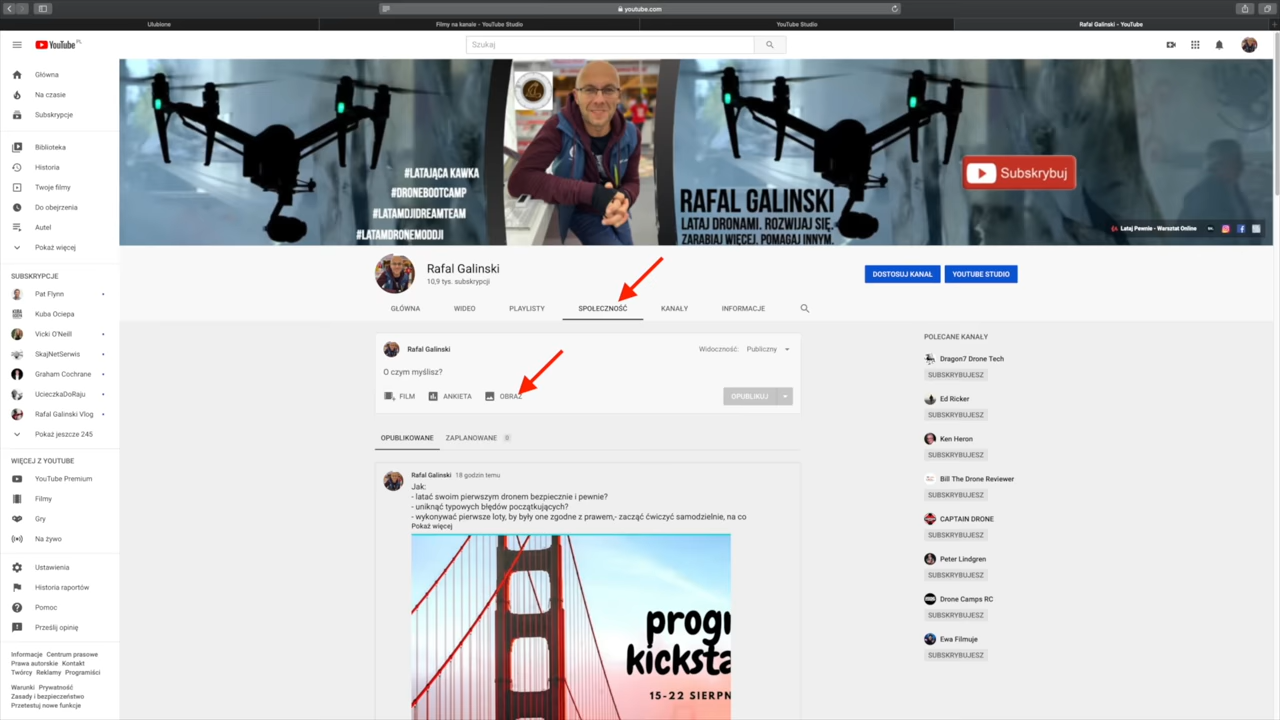 youtube.com
Ulubione
Filmy na kanale - YouTube Studio
YouTube Studio
Rafal Galinski - YouTube
YouTube PL
Szukaj
Główna
Na czasie
Subskrypcje
Biblioteka
Historia
Twoje filmy
Do obejrzenia
Autel
Pokaż więcej
SUBSKRYPCJE
Pat Flynn
Kuba Ociepa
Vicki O'Neill
SkajNetSerwis
Graham Cochrane
UcieczkaDoRaju
Rafal Galinski Vlog
Pokaż jeszcze 245
WIĘCEJ Z YOUTUBE
YouTube Premium
Filmy
Gry
Na żywo
Ustawienia
Historia raportów
Pomoc
Prześlij opinię
Informacje Centrum prasowe
Prawa autorskie Kontakt
Twórcy Reklamy Programiści
Warunki Prywatność
Zasady i bezpieczeństwo
Przetestuj nowe funkcje
#LATAJĄCA KAWKA
#DRONEBOOTCAMP
#LATAMDJIDREAMTEAM
#LATAMDRONEMODDJI
RAFAL GALINSKI
LATAJ DRONAMI. ROZWIJAJ SIĘ.
ZARABIAJ WIĘCEJ. POMAGAJ INNYM.
Subskrybuj
Lataj Pewnie - Warsztat Online
Rafal Galinski
10,9 tys. subskrypcji
DOSTOSUJ KANAŁ
YOUTUBE STUDIO
GŁÓWNA
WIDEO
PLAYLISTY
SPOŁECZNOŚĆ
KANAŁY
INFORMACJE
Rafal Galinski
Widoczność: Publiczny
O czym myślisz?
FILM
ANKIETA
OBRAZ
OPUBLIKUJ
OPUBLIKOWANE
ZAPLANOWANE 0
Rafal Galinski 18 godzin temu
Jak:
- latać swoim pierwszym dronem bezpiecznie i pewnie?
- uniknąć typowych błędów początkujących?
- wykonywać pierwsze loty, by były one zgodne z prawem,- zacząć ćwiczyć samodzielnie, na co
Pokaż więcej
progr
kicksta
15-22 SIERPN
POLECANE KANAŁY
Dragon7 Drone Tech
SUBSKRYBUJESZ
Ed Ricker
SUBSKRYBUJESZ
Ken Heron
SUBSKRYBUJESZ
Bill The Drone Reviewer
SUBSKRYBUJESZ
CAPTAIN DRONE
SUBSKRYBUJESZ
Peter Lindgren
SUBSKRYBUJESZ
Drone Camps RC
SUBSKRYBUJESZ
Ewa Filmuje
SUBSKRYBUJESZ